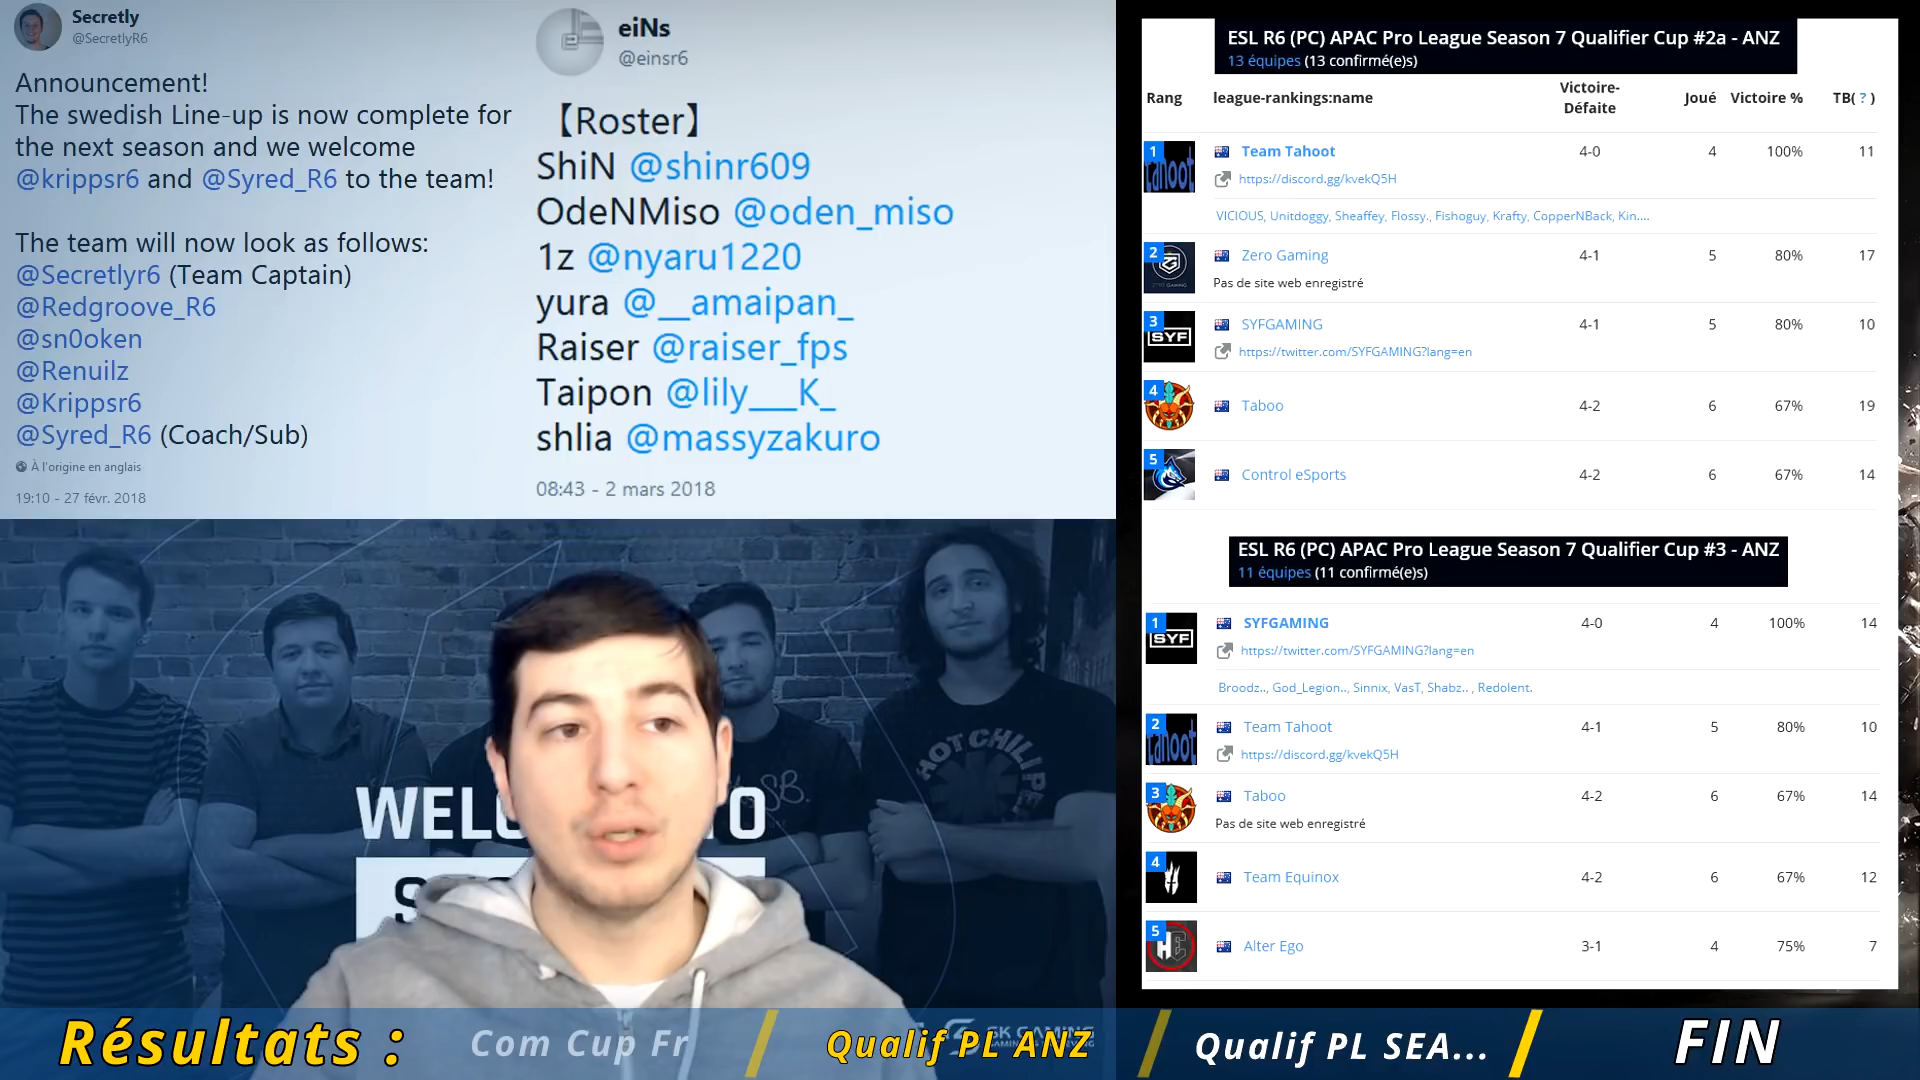 Secretly
@SecretlyR6
Announcement!
The swedish Line-up is now complete for
the next season and we welcome
@krippsr6 and @Syred_R6 to the team!
The team will now look as follows:
@Secretlyr6 (Team Captain)
@Redgroove_R6
@sn0oken
@Renuilz
@Krippsr6
@Syred_R6 (Coach/Sub)
À l'origine en anglais
19:10 - 27 févr. 2018
eiNs
@einsr6
【Roster】
ShiN @shinr609
OdeNMiso @oden_miso
1z @nyaru1220
yura @__amaipan_
Raiser @raiser_fps
Taipon @lily___K_
shlia @massyzakuro
08:43 - 2 mars 2018
HOT CHILI PE
ESL R6 (PC) APAC Pro League Season 7 Qualifier Cup #2a - ANZ
13 équipes (13 confirmé(e)s)
Rang league-rankings:name Victoire-Défaite Joué Victoire % TB( ? )
1 tahoot Team Tahoot 4-0 4 100% 11
https://discord.gg/kvekQ5H
VICIOUS, Unitdoggy, Sheaffey, Flossy., Fishoguy, Krafty, CopperNBack, Kin....
2 Zero Gaming 4-1 5 80% 17
Pas de site web enregistré
3 SYF SYFGAMING 4-1 5 80% 10
https://twitter.com/SYFGAMING?lang=en
4 Taboo 4-2 6 67% 19
5 Control eSports 4-2 6 67% 14
ESL R6 (PC) APAC Pro League Season 7 Qualifier Cup #3 - ANZ
11 équipes (11 confirmé(e)s)
1 SYF SYFGAMING 4-0 4 100% 14
https://twitter.com/SYFGAMING?lang=en
Broodz.., God_Legion.., Sinnix, VasT, Shabz.. , Redolent.
2 tahoot Team Tahoot 4-1 5 80% 10
https://discord.gg/kvekQ5H
3 Taboo 4-2 6 67% 14
Pas de site web enregistré
4 Team Equinox 4-2 6 67% 12
5 Alter Ego 3-1 4 75% 7
SK GAMING
Résultats : Com Cup Fr / Qualif PL ANZ / Qualif PL SEA... / FIN